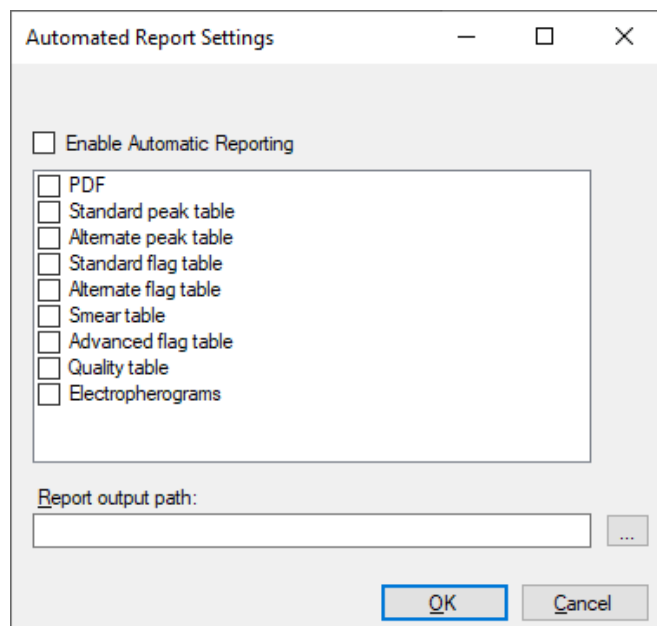 Automated Report Settings
Enable Automatic Reporting
PDF
Standard peak table
Alternate peak table
Standard flag table
Alternate flag table
Smear table
Advanced flag table
Quality table
Electropherograms
Report output path:
...
OK Cancel